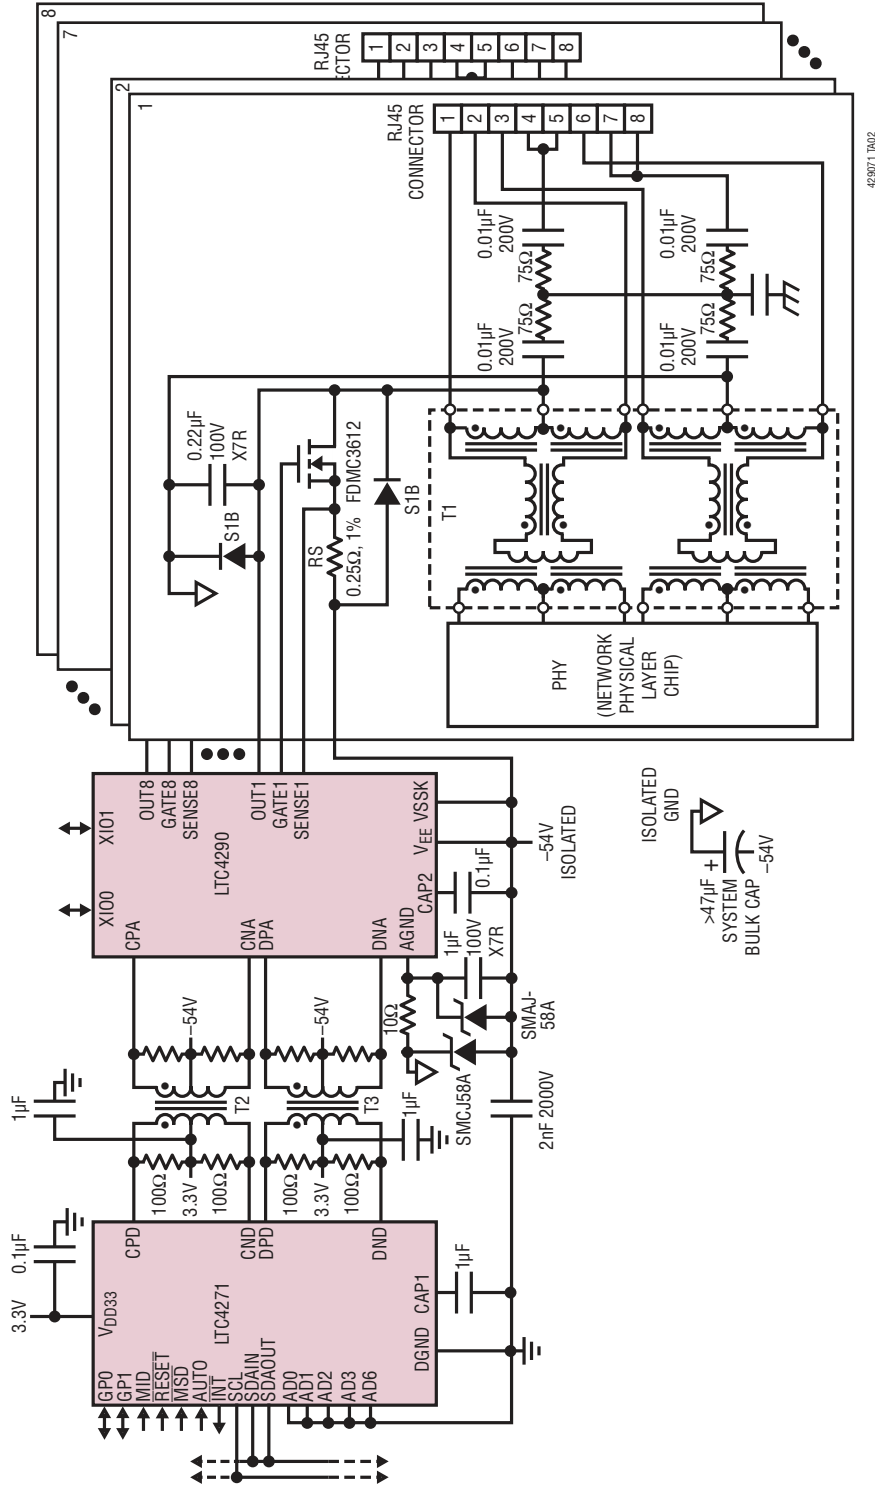 8
7
2
1
RJ45
CTOR
1
2
3
4
5
6
7
8
RJ45
CONNECTOR
1
2
3
4
5
6
7
8
0.01µF
200V
75Ω
75Ω
0.01µF
200V
0.01µF
200V
75Ω
75Ω
0.01µF
200V
0.22µF
100V
X7R
S1B
FDMC3612
RS
0.25Ω, 1%
S1B
T1
PHY
(NETWORK
PHYSICAL
LAYER
CHIP)
XIO0
XIO1
OUT8
GATE8
SENSE8
OUT1
GATE1
SENSE1
LTC4290
CPA
CNA
DPA
DNA
AGND
CAP2
VEE
VSSK
0.1µF
–54V
ISOLATED
1µF
100V
X7R
10Ω
SMAJ-
58A
SMCJ58A
2nF 2000V
–54V
–54V
T2
T3
1µF
1µF
100Ω
3.3V
100Ω
100Ω
3.3V
100Ω
0.1µF
3.3V
VDD33
CPD
CND
DPD
DND
LTC4271
DGND
CAP1
1µF
GP0
GP1
MID
RESET
MSD
AUTO
INT
SCL
SDAIN
SDAOUT
AD0
AD1
AD2
AD3
AD6
ISOLATED
GND
>47µF
SYSTEM
BULK CAP
+
–54V
429071 TA02